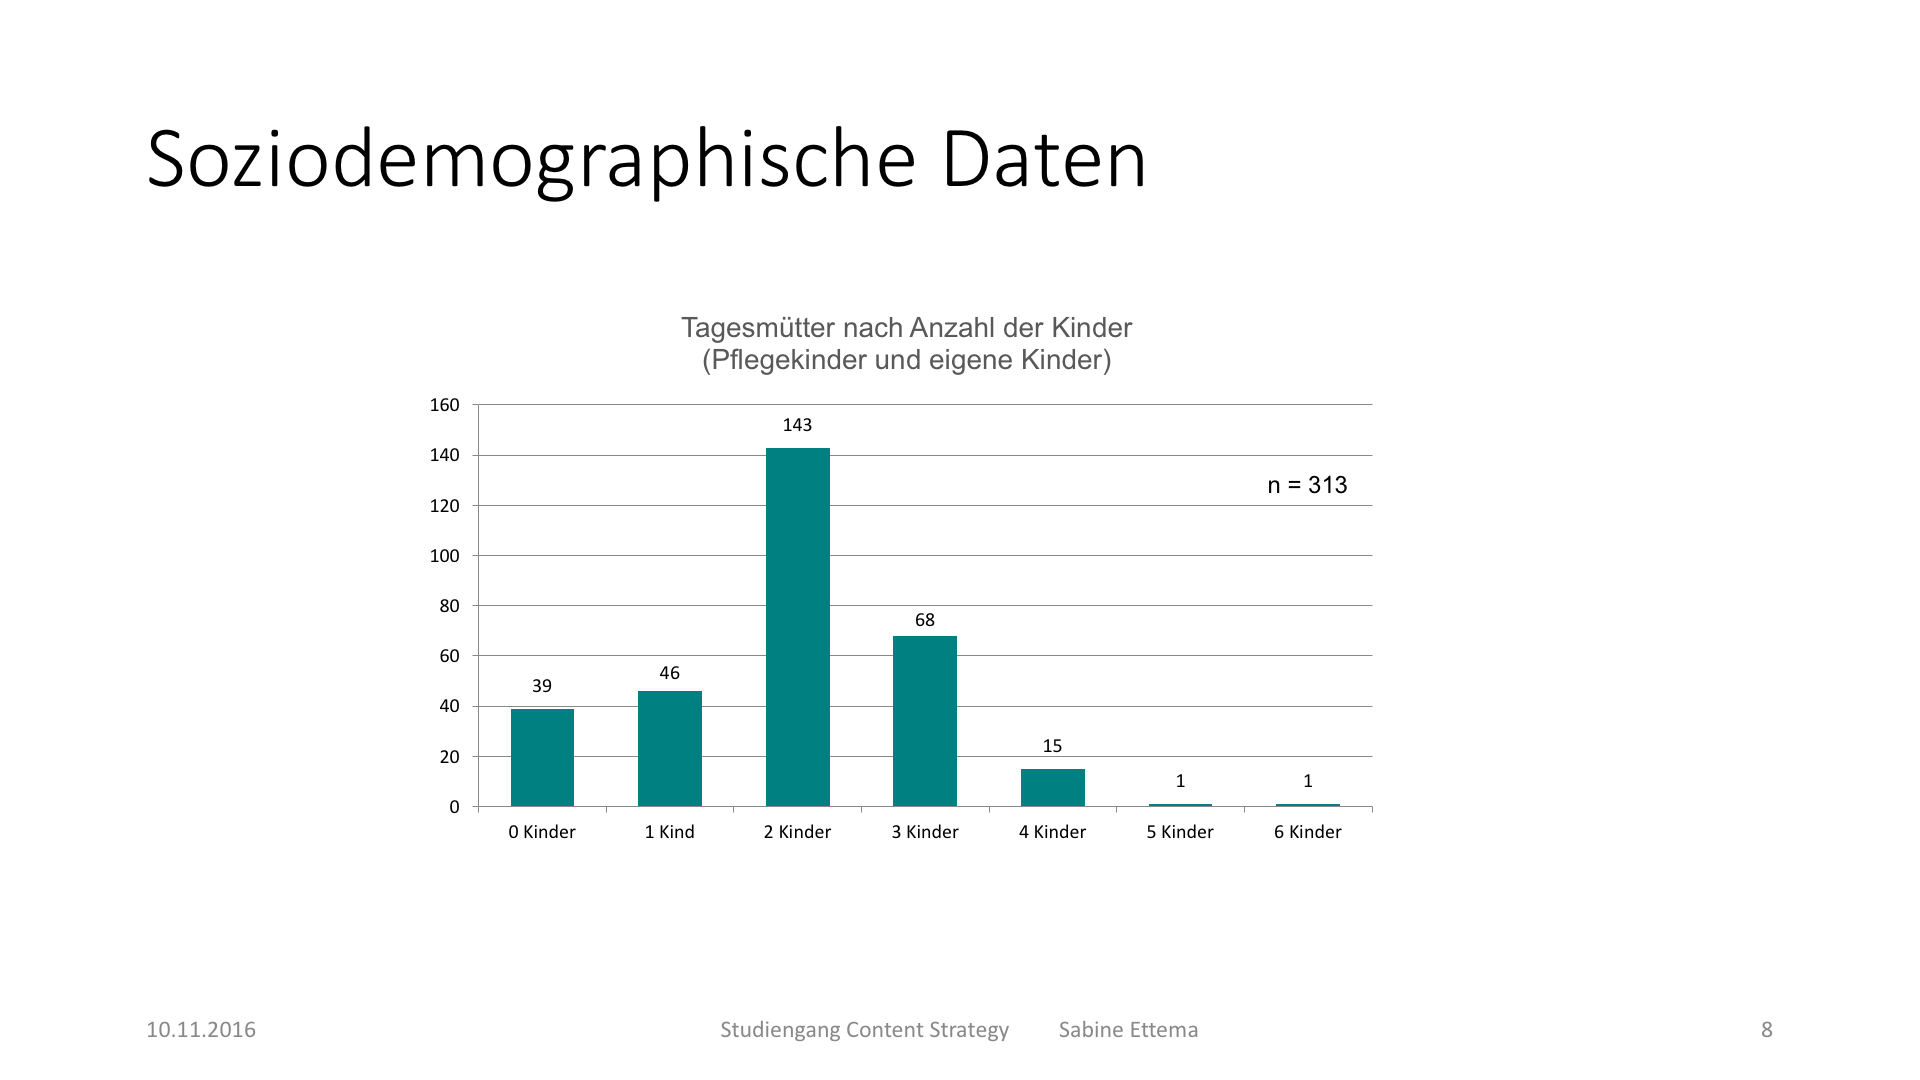 Soziodemographische Daten
Tagesmütter nach Anzahl der Kinder
(Pflegekinder und eigene Kinder)
160
140
120
100
80
60
40
20
0
n = 313
39
46
143
68
15
1
1
0 Kinder
1 Kind
2 Kinder
3 Kinder
4 Kinder
5 Kinder
6 Kinder
10.11.2016
Studiengang Content Strategy Sabine Ettema
8